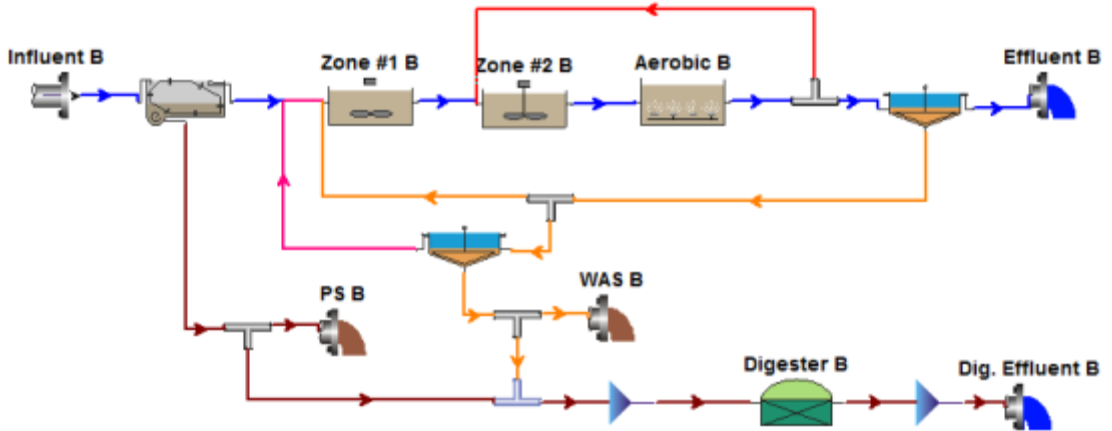 Influent B
Zone #1 B
Zone #2 B
Aerobic B
Effluent B
PS B
WAS B
Digester B
Dig. Effluent B